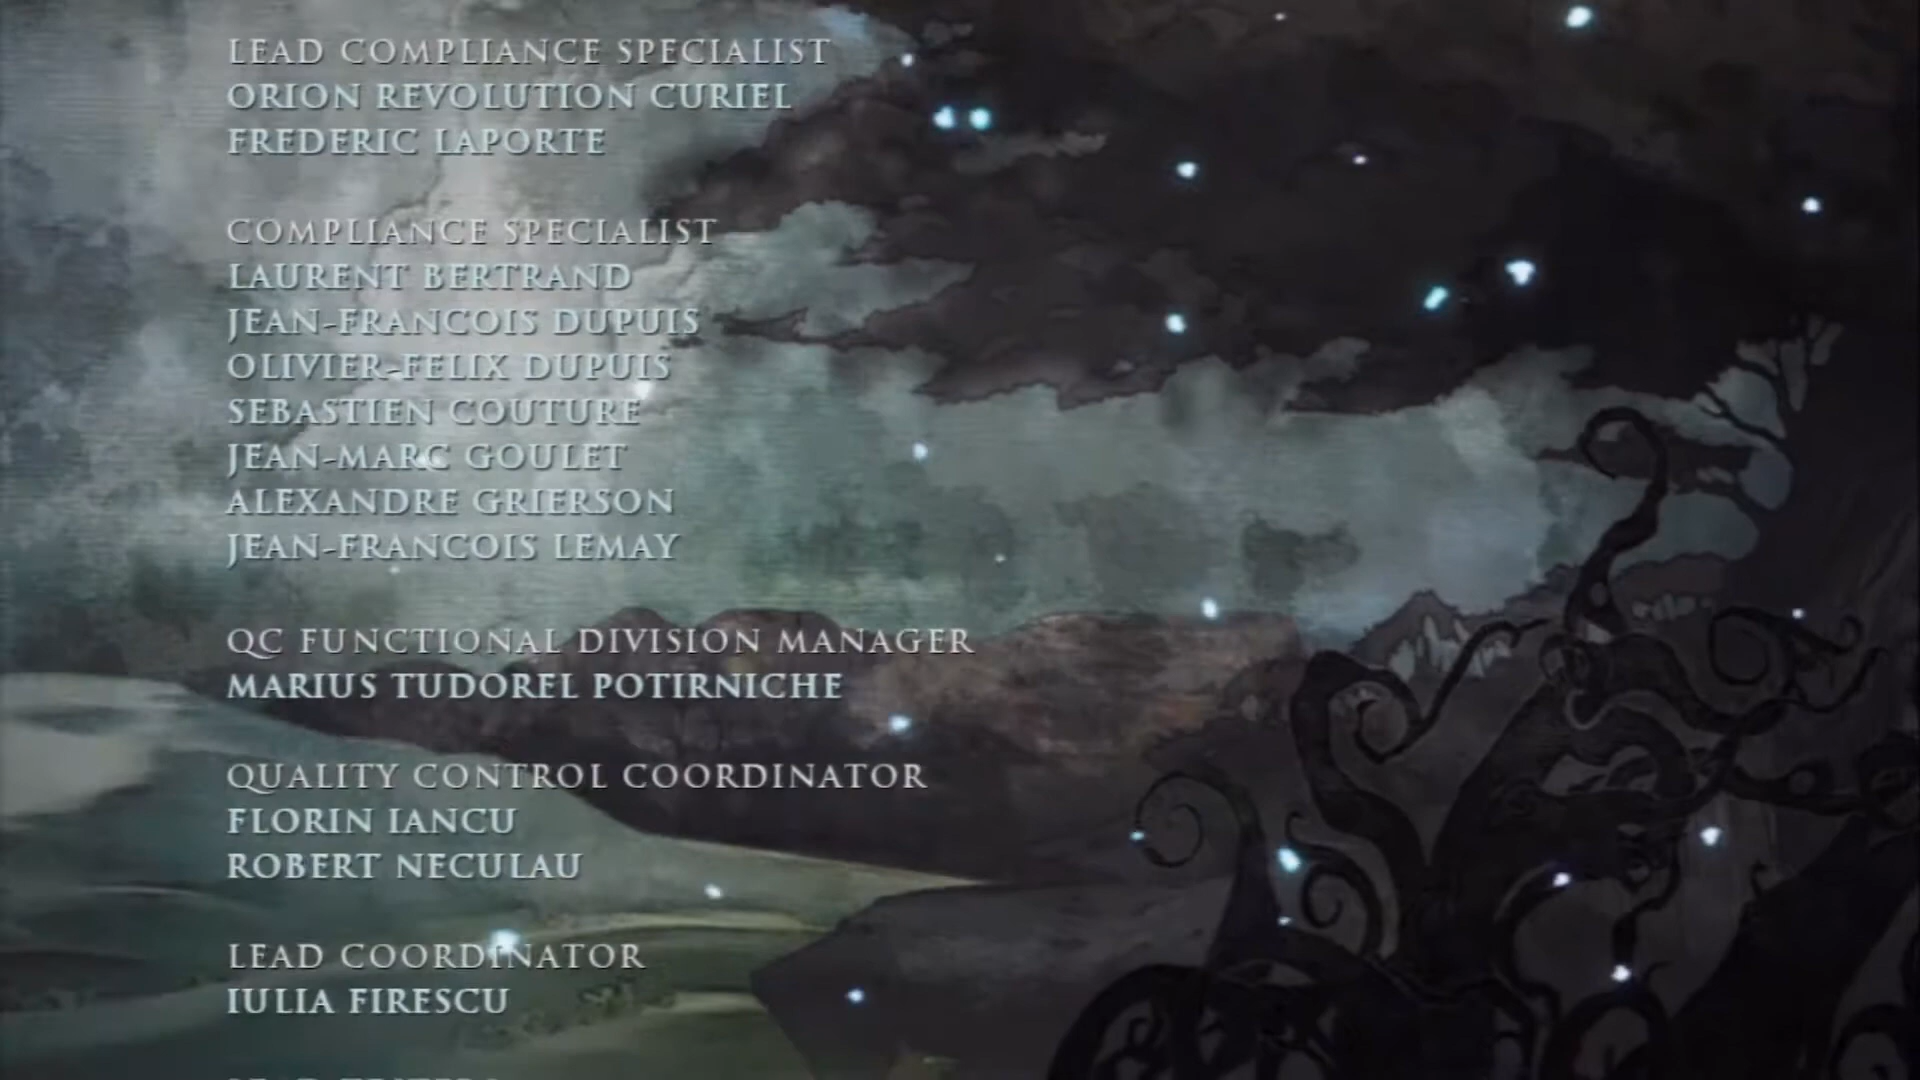 LEAD COMPLIANCE SPECIALIST
ORION REVOLUTION CURIEL
FREDERIC LAPORTE
COMPLIANCE SPECIALIST
LAURENT BERTRAND
JEAN-FRANCOIS DUPUIS
OLIVIER-FELIX DUPUIS
SEBASTIEN COUTURE
JEAN-MARC GOULET
ALEXANDRE GRIERSON
JEAN-FRANCOIS LEMAY
QC FUNCTIONAL DIVISION MANAGER
MARIUS TUDOREL POTIRNICHE
QUALITY CONTROL COORDINATOR
FLORIN IANCU
ROBERT NECULAU
LEAD COORDINATOR
IULIA FIRESCU